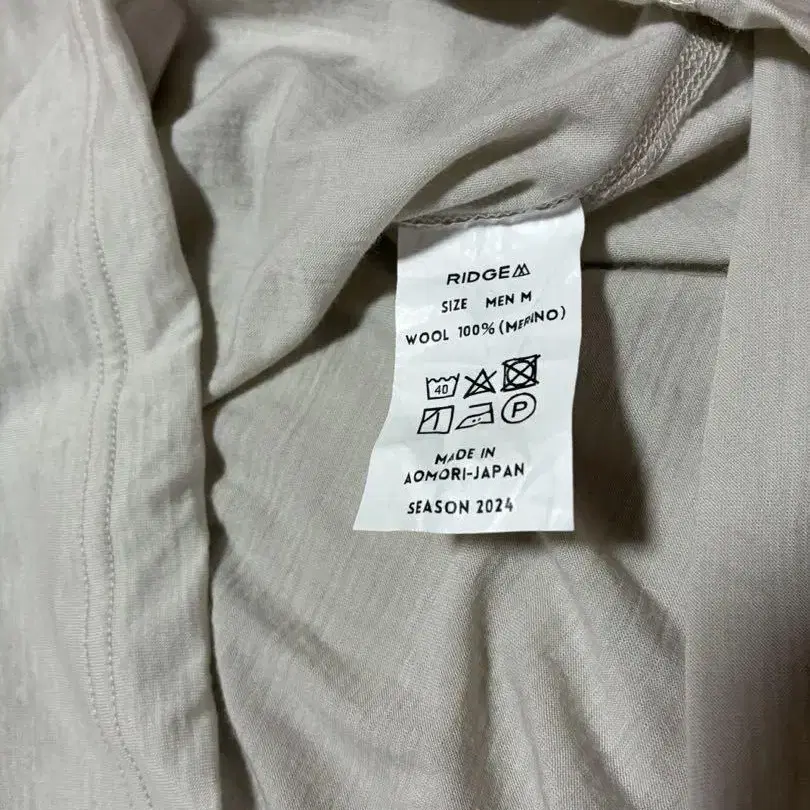 RIDGE
SIZE MEN M
WOOL 100% (MERINO)
40
P
MADE IN
AOMORI-JAPAN
SEASON 2024